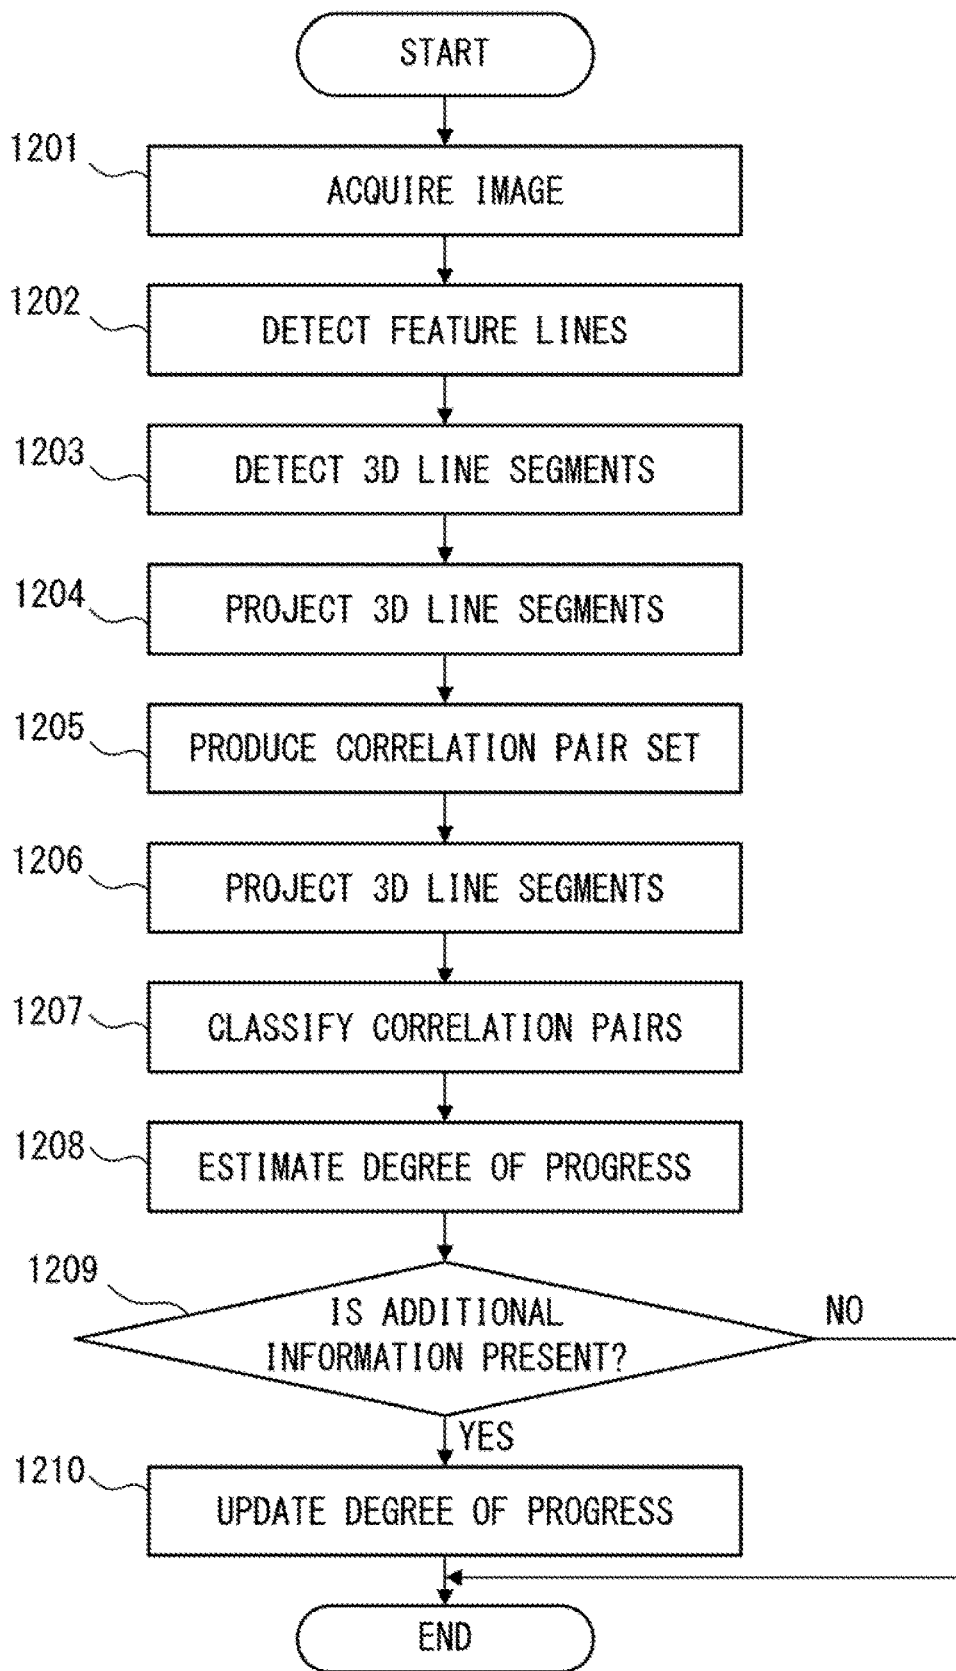 START
1201
ACQUIRE IMAGE
1202
DETECT FEATURE LINES
1203
DETECT 3D LINE SEGMENTS
1204
PROJECT 3D LINE SEGMENTS
1205
PRODUCE CORRELATION PAIR SET
1206
PROJECT 3D LINE SEGMENTS
1207
CLASSIFY CORRELATION PAIRS
1208
ESTIMATE DEGREE OF PROGRESS
1209
IS ADDITIONAL
INFORMATION PRESENT?
NO
YES
1210
UPDATE DEGREE OF PROGRESS
END